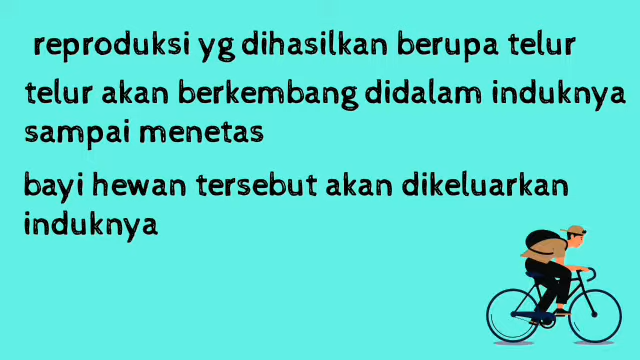 reproduksi yg dihasilkan berupa telur
telur akan berkembang didalam induknya
sampai menetas
bayi hewan tersebut akan dikeluarkan
induknya